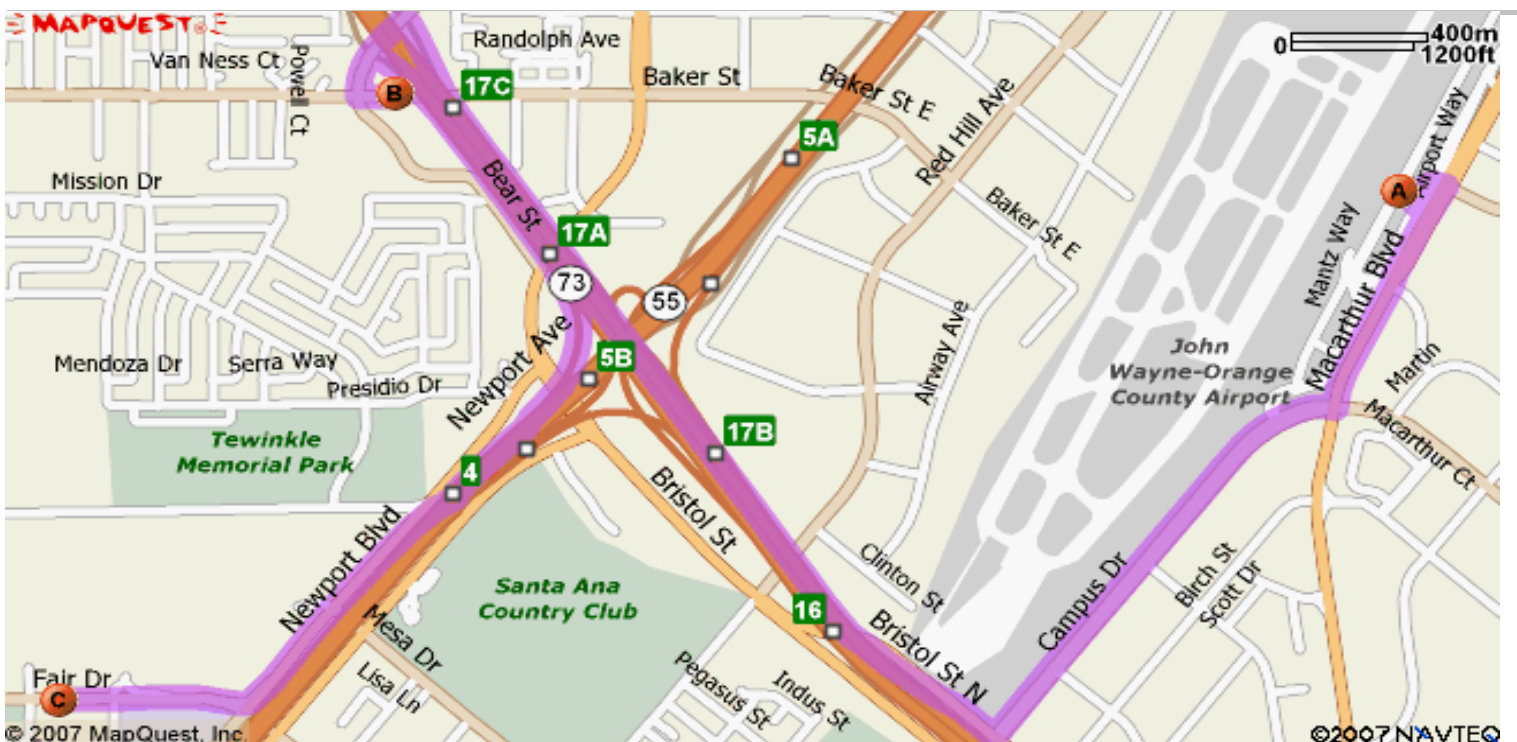 MAPQUEST®
Randolph Ave
400m
0
1200ft
Van Ness Ct
Powell Ct
17C
B
Baker St
Baker St E
5A
Red Hill Ave
Airport Way
A
Mission Dr
Bear St
17A
Baker St E
Mantz Way
Macarthur Blvd
73
55
Mendoza Dr
Serra Way
Newport Ave
5B
Airway Ave
John
Wayne-Orange
County Airport
Martin
Presidio Dr
Tewinkle
Memorial Park
4
17B
Macarthur Ct
Bristol St
Newport Blvd
Clinton St
Birch St
Scott Dr
Campus Dr
Santa Ana
Country Club
16
Mesa Dr
Bristol St N
Fair Dr
C
Lisa Ln
Pegasus St
Indus St
© 2007 MapQuest, Inc.
©2007 NAVTEQ